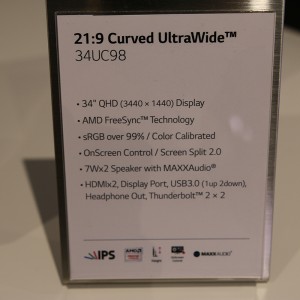 21:9 Curved UltraWide™
34UC98
• 34" QHD (3440 × 1440) Display
• AMD FreeSync™ Technology
• sRGB over 99% / Color Calibrated
• OnScreen Control / Screen Split 2.0
• 7Wx2 Speaker with MAXXAudio®
• HDMIx2, Display Port, USB3.0 (1up 2down),
Headphone Out, Thunderbolt™ 2 × 2
IPS
AMD
MAXXAUDIO